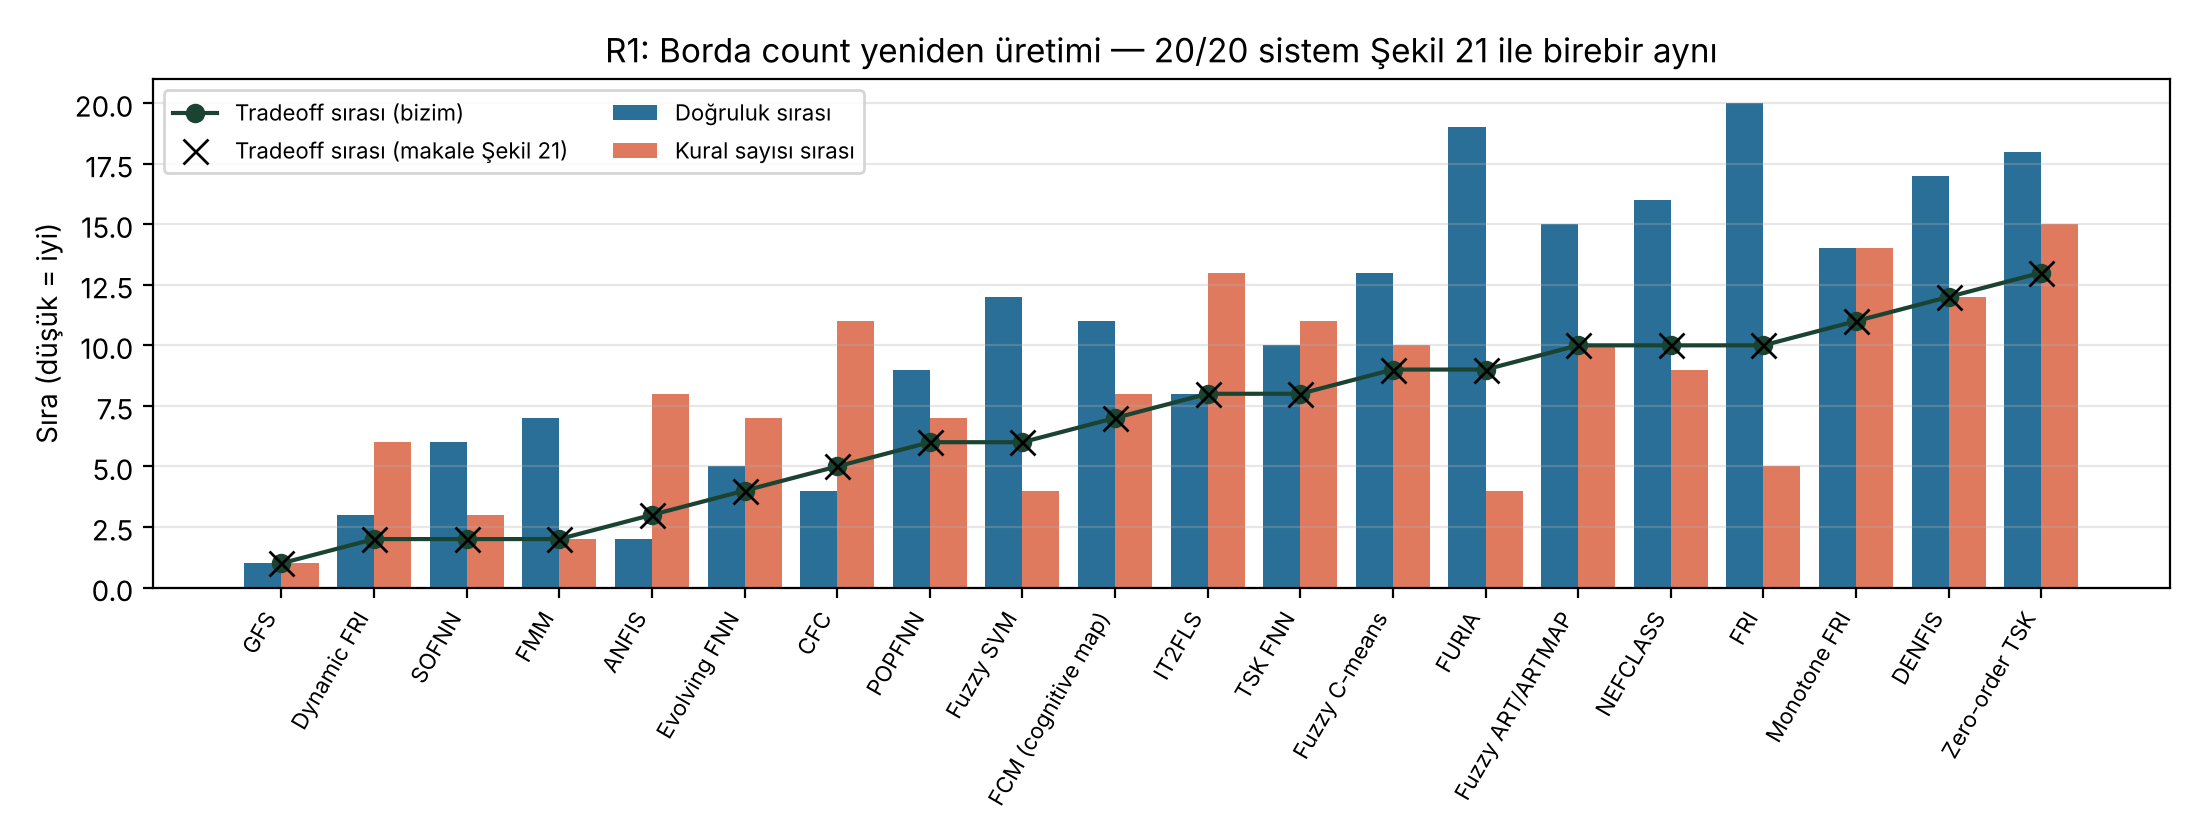 R1: Borda count yeniden üretimi — 20/20 sistem Şekil 21 ile birebir aynı
Tradeoff sırası (bizim)
Tradeoff sırası (makale Şekil 21)
Doğruluk sırası
Kural sayısı sırası
Sıra (düşük = iyi)
20.0
17.5
15.0
12.5
10.0
7.5
5.0
2.5
0.0
GFS
Dynamic FRI
SOFNN
FMM
ANFIS
Evolving FNN
CFC
POPFNN
Fuzzy SVM
FCM (cognitive map)
IT2FLS
TSK FNN
Fuzzy C-means
FURIA
Fuzzy ART/ARTMAP
NEFCLASS
FRI
Monotone FRI
DENFIS
Zero-order TSK